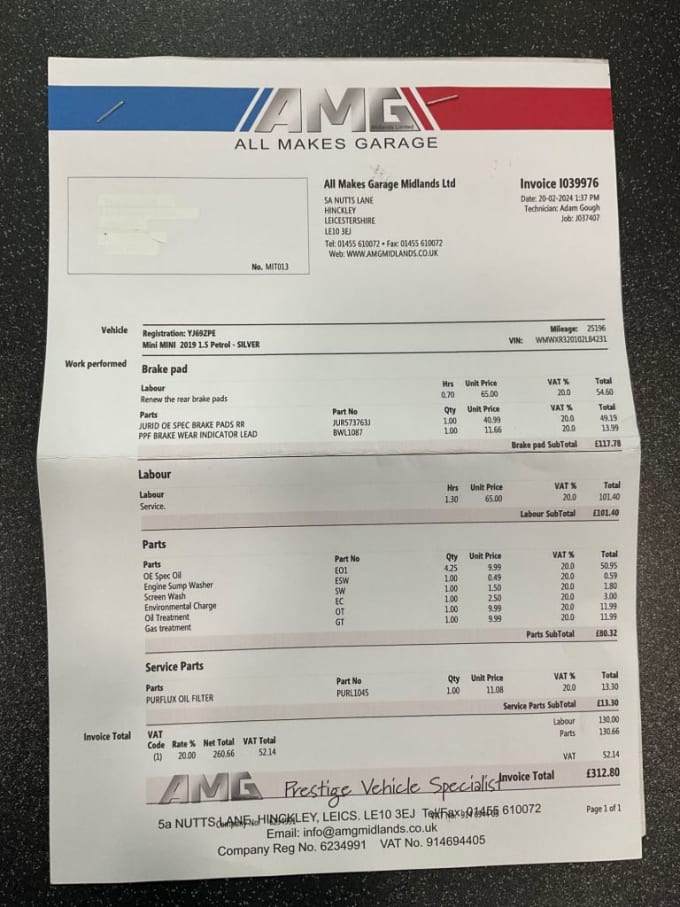 AMG
Midlands Limited
ALL MAKES GARAGE
No. MIT013
All Makes Garage Midlands Ltd
5A NUTTS LANE
HINCKLEY
LEICESTERSHIRE
LE10 3EJ
Tel: 01455 610072 • Fax: 01455 610072
Web: WWW.AMGMIDLANDS.CO.UK
Invoice I039976
Date: 20-02-2024 1:37 PM
Technician: Adam Gough
Job: J037407
Vehicle
Registration: YJ69ZPE
Mini MINI 2019 1.5 Petrol - SILVER
Mileage: 25196
VIN: WMWXR320102L84231
Work performed
Brake pad
Labour Hrs Unit Price VAT % Total
Renew the rear brake pads 0.70 65.00 20.0 54.60
Parts Part No Qty Unit Price VAT % Total
JURID OE SPEC BRAKE PADS RR JUR573763J 1.00 40.99 20.0 49.19
PPF BRAKE WEAR INDICATOR LEAD BWL1087 1.00 11.66 20.0 13.99
Brake pad SubTotal £117.78
Labour
Labour Hrs Unit Price VAT % Total
Service. 1.30 65.00 20.0 101.40
Labour SubTotal £101.40
Parts
Parts Part No Qty Unit Price VAT % Total
OE Spec Oil EO1 4.25 9.99 20.0 50.95
Engine Sump Washer ESW 1.00 0.49 20.0 0.59
Screen Wash SW 1.00 1.50 20.0 1.80
Environmental Charge EC 1.00 2.50 20.0 3.00
Oil Treatment OT 1.00 9.99 20.0 11.99
Gas treatment GT 1.00 9.99 20.0 11.99
Parts SubTotal £80.32
Service Parts
Parts Part No Qty Unit Price VAT % Total
PURFLUX OIL FILTER PURL1045 1.00 11.08 20.0 13.30
Service Parts SubTotal £13.30
Invoice Total
VAT
Code Rate % Net Total VAT Total
(1) 20.00 260.66 52.14
Labour 130.00
Parts 130.66
VAT 52.14
Invoice Total £312.80
AMG Prestige Vehicle Specialist
5a NUTTS LANE, HINCKLEY, LEICS. LE10 3EJ Tel/Fax: 01455 610072
Page 1 of 1
Email: info@amgmidlands.co.uk
Company Reg No. 6234991 VAT No. 914694405